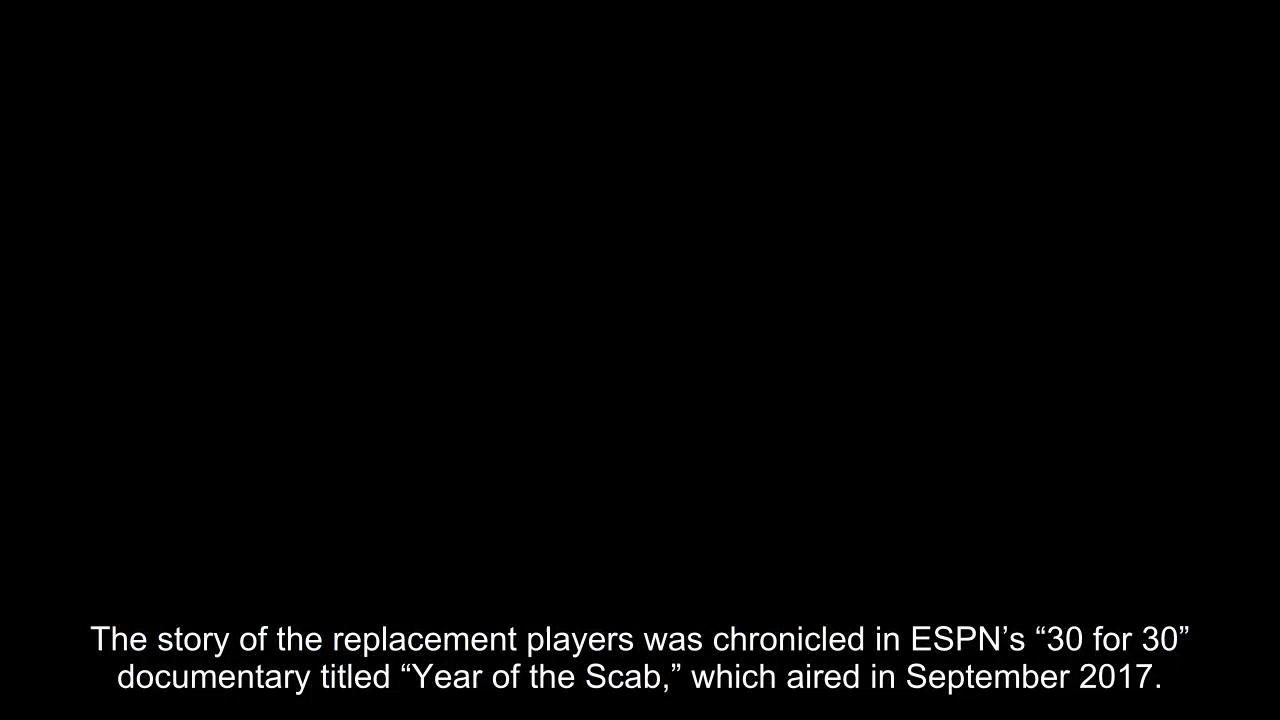 The story of the replacement players was chronicled in ESPN’s “30 for 30”
documentary titled “Year of the Scab,” which aired in September 2017.